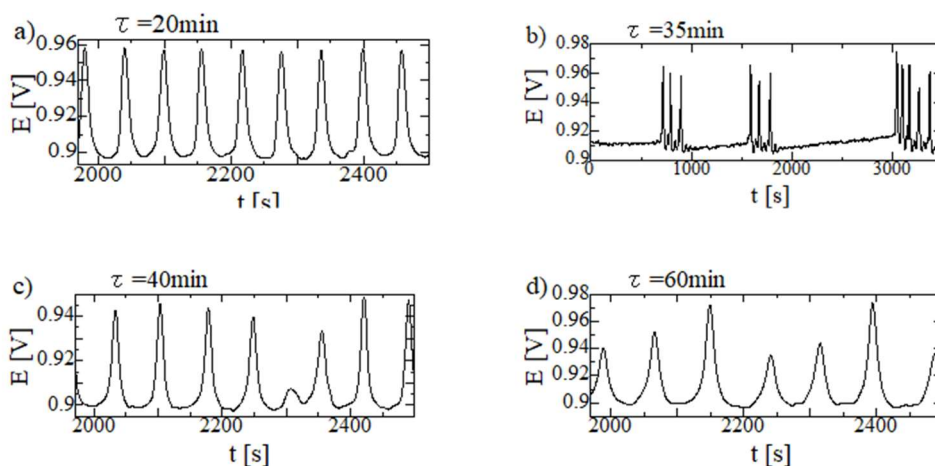 a) τ =20min
E [V]
0.96
0.94
0.92
0.9
2000 2200 2400
t [s]
b) τ =35min
E [V]
0.98
0.96
0.94
0.92
0.9
0 1000 2000 3000
t [s]
c) τ =40min
E [V]
0.94
0.92
0.9
2000 2200 2400
t [s]
d) τ =60min
E [V]
0.98
0.96
0.94
0.92
0.9
2000 2200 2400
t [s]